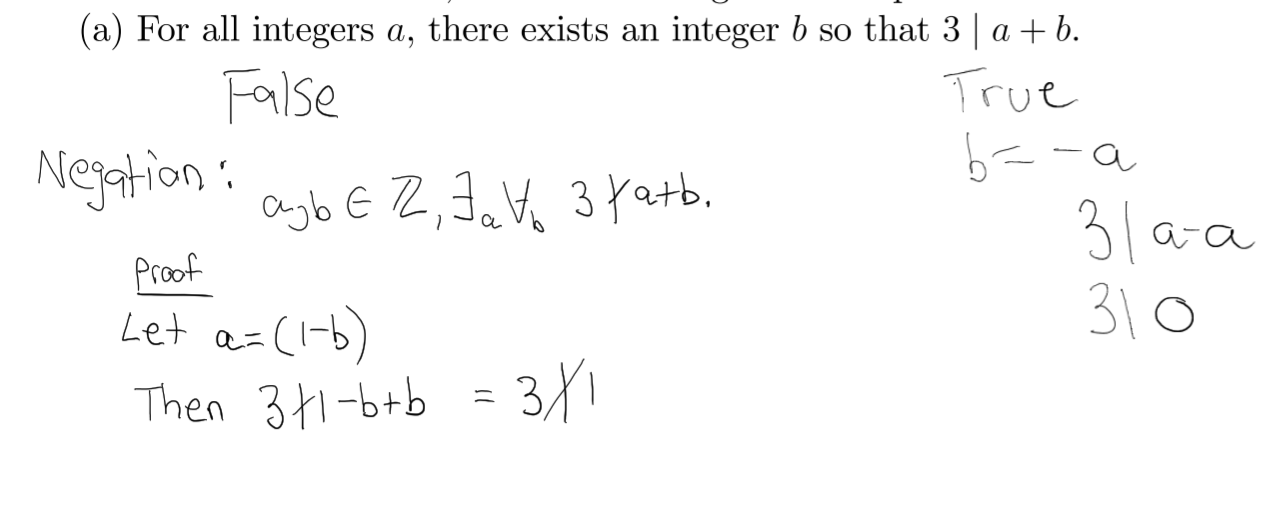 (a) For all integers a, there exists an integer b so that 3 | a + b.
False
Negation: a,b ∈ ℤ, ∃ₐ ∀_b 3 ∤ a+b.
Proof
Let a=(1-b)
Then 3∤1-b+b = 3∤1
True
b= -a
3| a-a
3| 0